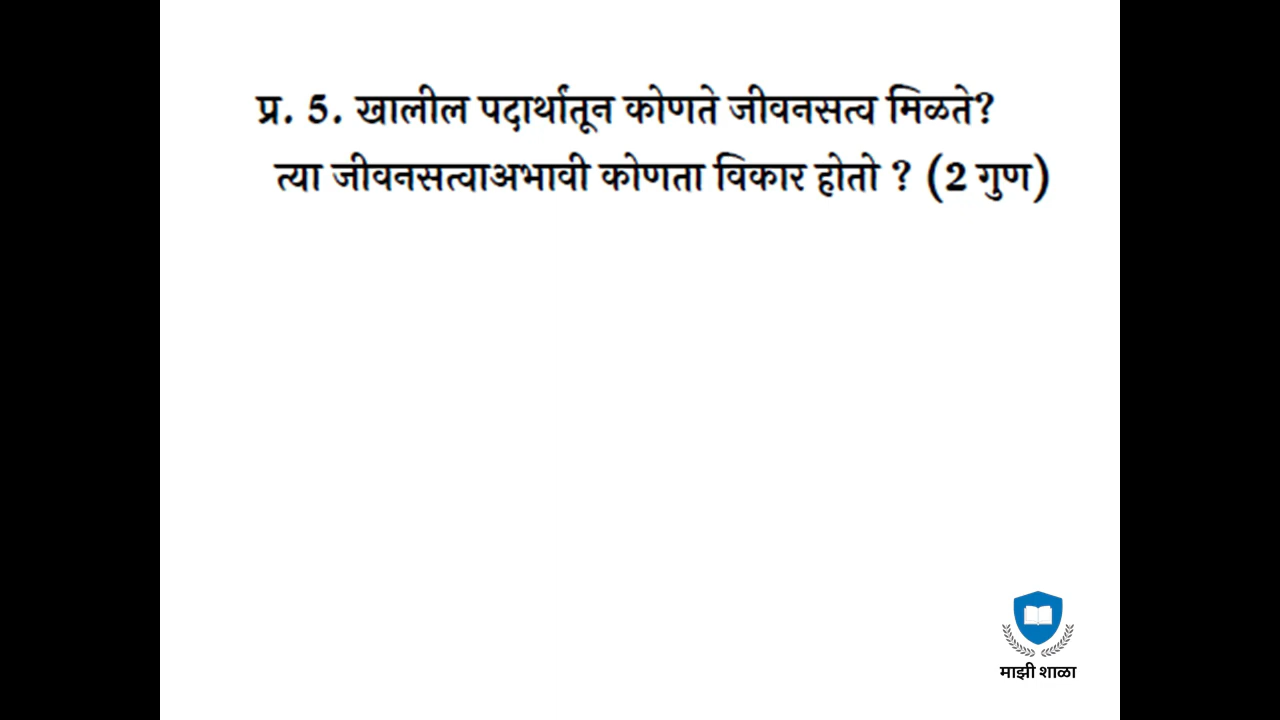 प्र. 5. खालील पदार्थांतून कोणते जीवनसत्व मिळते?
त्या जीवनसत्वाअभावी कोणता विकार होतो ? (2 गुण)
माझी शाळा